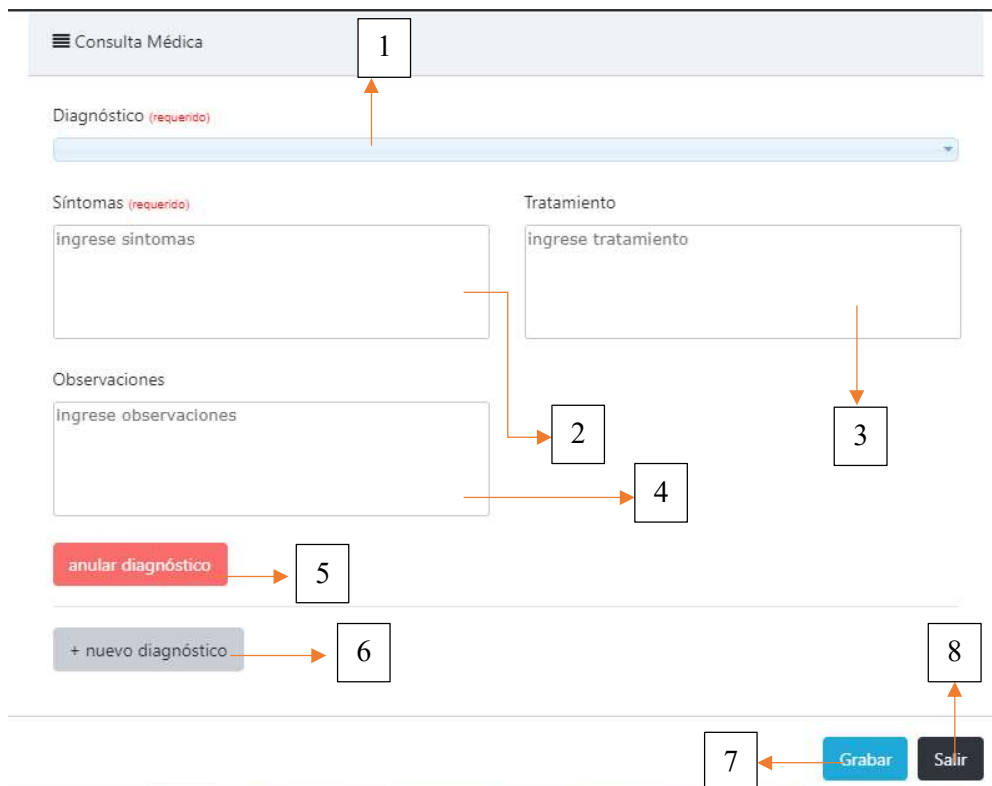 Consulta Médica
1
Diagnóstico (requerido)
Síntomas (requerido)
Tratamiento
ingrese sintomas
ingrese tratamiento
Observaciones
ingrese observaciones
2
3
4
anular diagnóstico
5
+ nuevo diagnóstico
6
8
7
Grabar
Salir